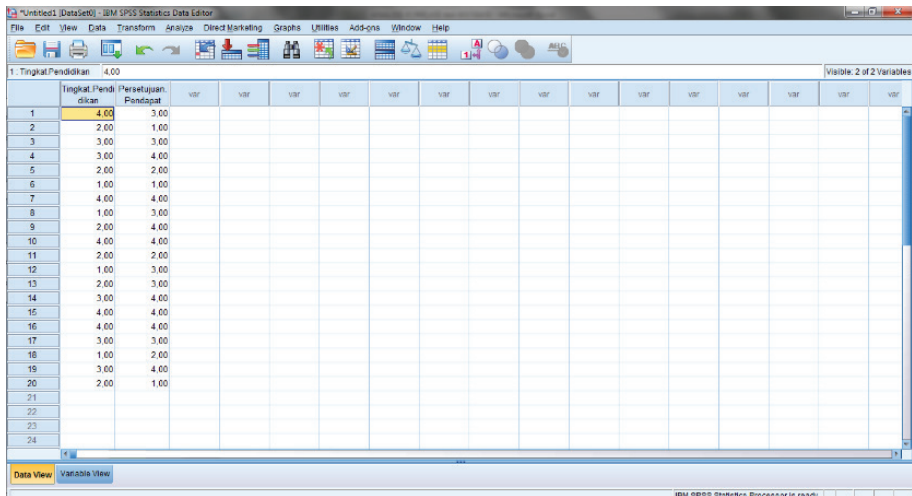 *Untitled1 [DataSet0] - IBM SPSS Statistics Data Editor
File Edit View Data Transform Analyze Direct Marketing Graphs Utilities Add-ons Window Help
1 : Tingkat.Pendidikan 4,00 Visible: 2 of 2 Variables
Tingkat.Pendidikan Persetujuan.Pendapat var var var var var var var var var var var var var var
1 4,00 3,00
2 2,00 1,00
3 3,00 3,00
4 3,00 4,00
5 2,00 2,00
6 1,00 1,00
7 4,00 4,00
8 1,00 3,00
9 2,00 4,00
10 4,00 4,00
11 2,00 2,00
12 1,00 3,00
13 2,00 3,00
14 3,00 4,00
15 4,00 4,00
16 4,00 4,00
17 3,00 3,00
18 1,00 2,00
19 3,00 4,00
20 2,00 1,00
21
22
23
24
Data View Variable View
IBM SPSS Statistics Processor is ready